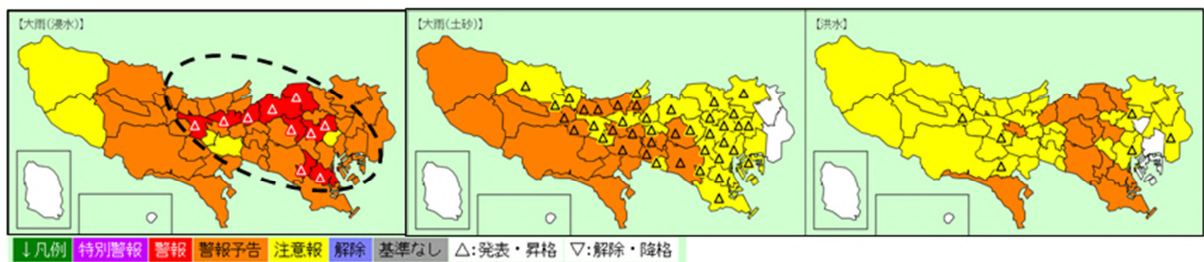 【大雨(浸水)】
【大雨(土砂)】
【洪水】
↓凡例 特別警報 警報 警報予告 注意報 解除 基準なし △:発表・昇格 ▽:解除・降格